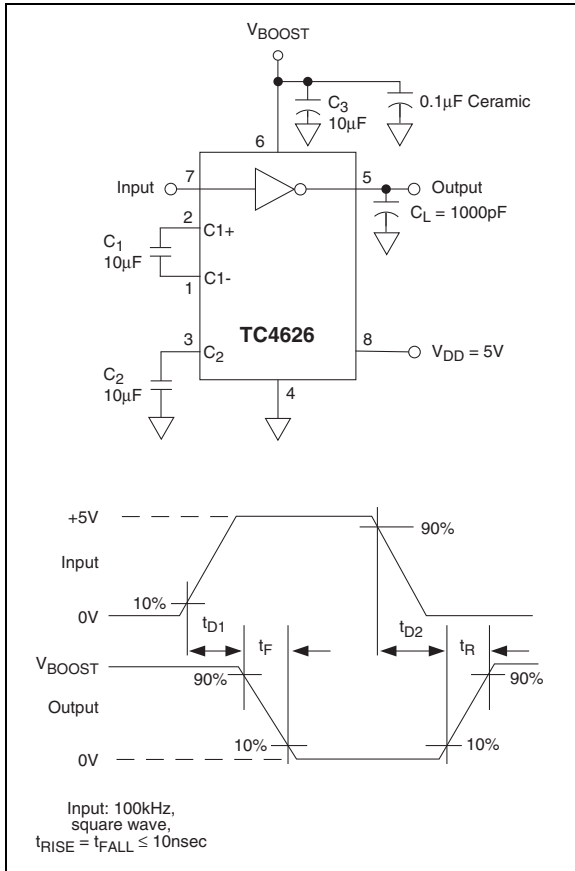 VBOOST
C3
10µF
0.1µF Ceramic
6
Input
7
5
Output
2
C1+
CL = 1000pF
C1
10µF
C1-
1
TC4626
3
C2
8
VDD = 5V
C2
10µF
4
+5V
90%
Input
10%
0V
tD1
tF
tD2
tR
VBOOST
90%
90%
Output
10%
10%
0V
Input: 100kHz,
square wave,
tRISE = tFALL ≤ 10nsec